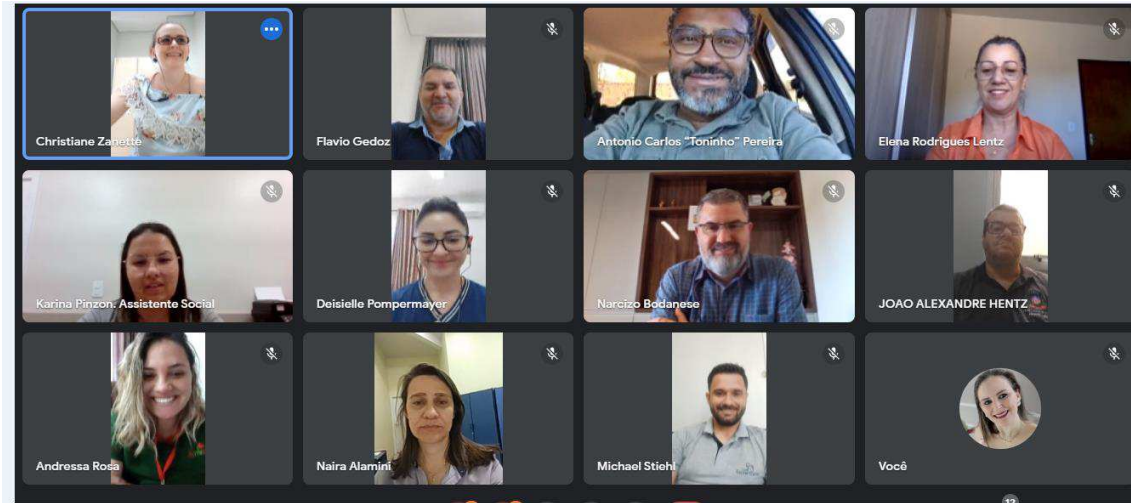 Christiane Zanette
Flavio Gedoz
Antonio Carlos "Toninho" Pereira
Elena Rodrigues Lentz
Karina Pinzon. Assistente Social
Deisielle Pompermayer
Narcizo Bodanese
JOAO ALEXANDRE HENTZ
Andressa Rosa
Naira Alamini
Michael Stiehl
Você
12